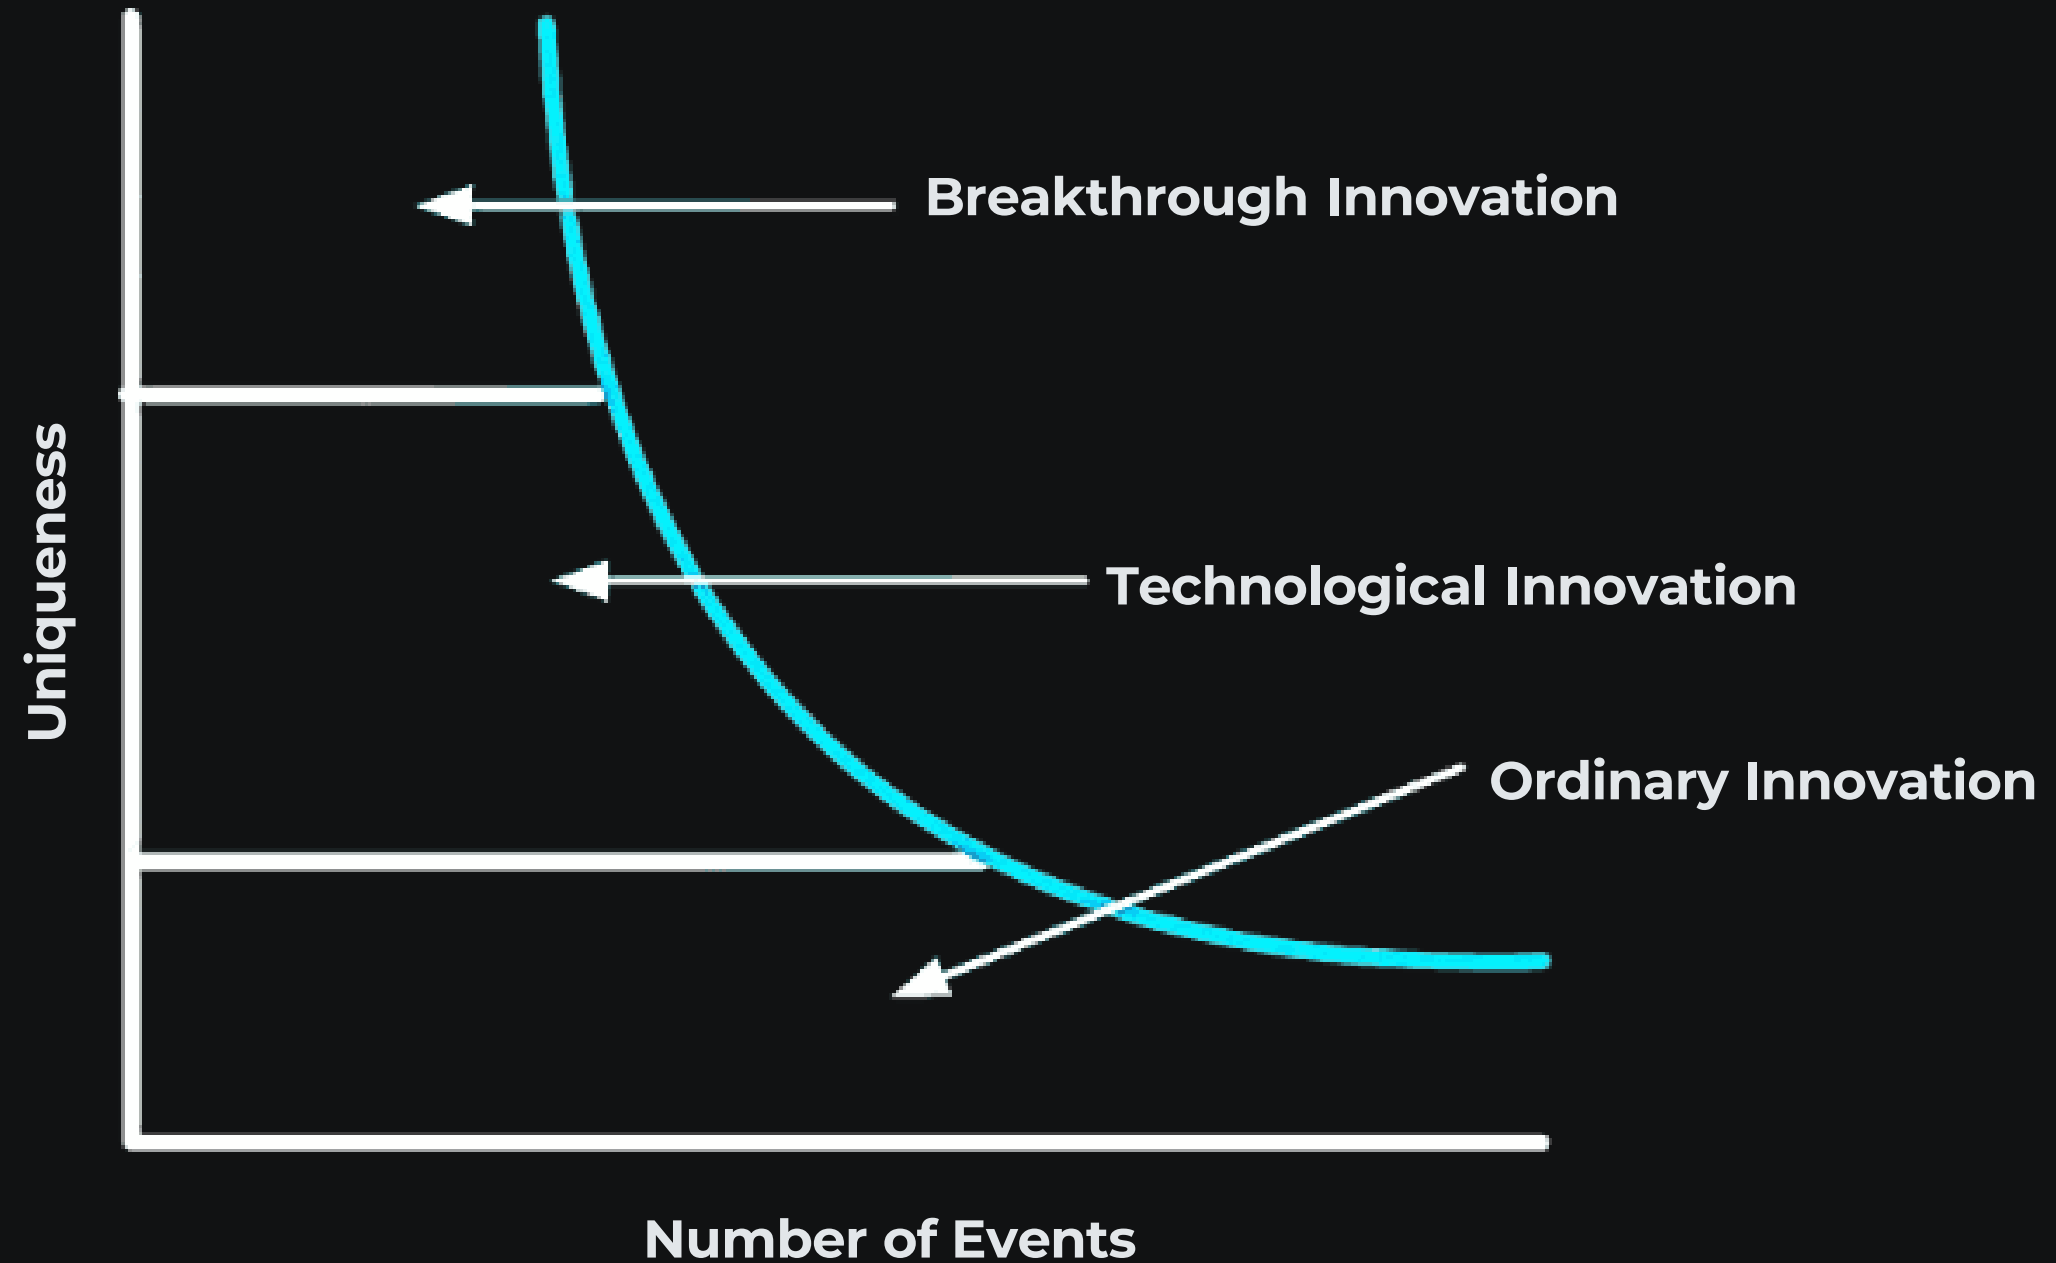 Breakthrough Innovation
Uniqueness
Technological Innovation
Ordinary Innovation
Number of Events